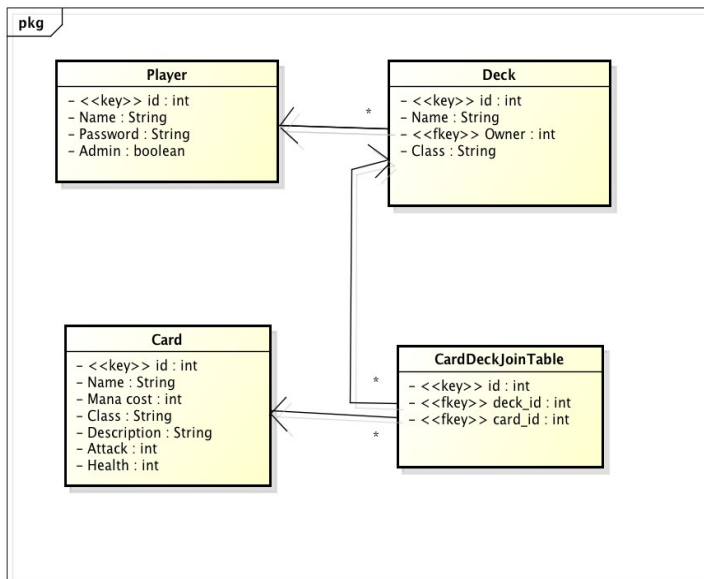 pkg
Player
- <<key>> id : int
- Name : String
- Password : String
- Admin : boolean
Deck
- <<key>> id : int
- Name : String
- <<fkey>> Owner : int
- Class : String
*
Card
- <<key>> id : int
- Name : String
- Mana cost : int
- Class : String
- Description : String
- Attack : int
- Health : int
CardDeckJoinTable
- <<key>> id : int
- <<fkey>> deck_id : int
- <<fkey>> card_id : int
*
*